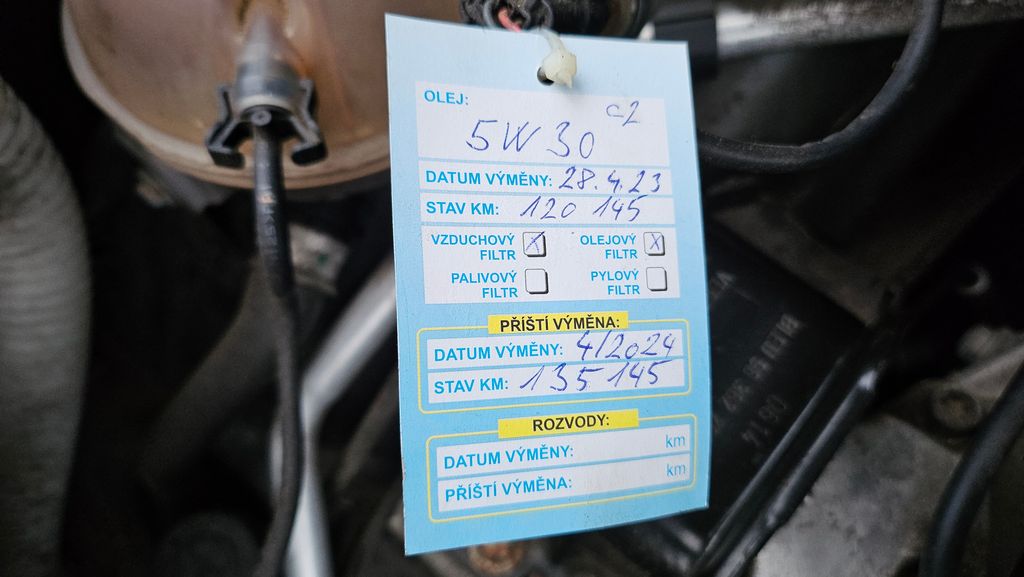 OLEJ: C2
5W30
DATUM VÝMĚNY: 28.4.23
STAV KM: 120 145
VZDUCHOVÝ FILTR X OLEJOVÝ FILTR X
PALIVOVÝ FILTR PYLOVÝ FILTR
PŘÍŠTÍ VÝMĚNA:
DATUM VÝMĚNY: 4/2024
STAV KM: 135 145
ROZVODY:
DATUM VÝMĚNY: km
PŘÍŠTÍ VÝMĚNA: km